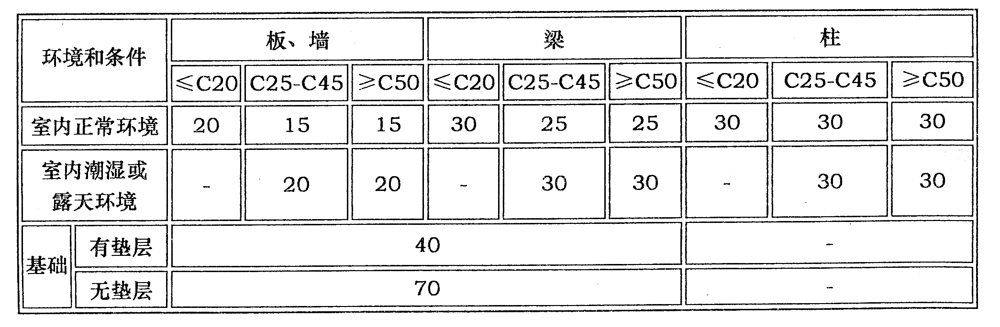 环境和条件 板、墙 梁 柱
≤C20 C25-C45 ≥C50 ≤C20 C25-C45 ≥C50 ≤C20 C25-C45 ≥C50
室内正常环境 20 15 15 30 25 25 30 30 30
室内潮湿或
露天环境 - 20 20 - 30 30 - 30 30
基础 有垫层 40 -
无垫层 70 -